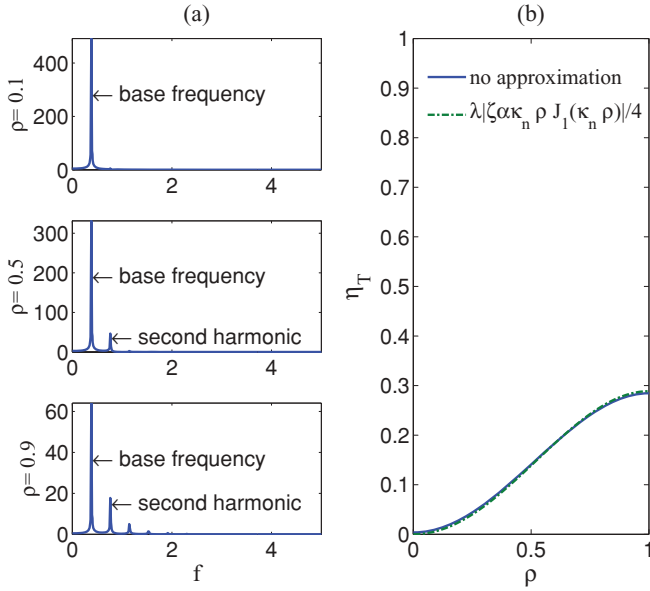 (a)
400
200
0
ρ= 0.1
← base frequency
0 2 4
300
200
100
0
ρ= 0.5
← base frequency
← second harmonic
0 2 4
60
40
20
0
ρ= 0.9
← base frequency
← second harmonic
0 2 4
f
(b)
1
0.9
0.8
0.7
0.6
0.5
0.4
0.3
0.2
0.1
0
η_T
no approximation
λ|ζακ_n ρ J_1(κ_n ρ)|/4
0 0.5 1
ρ